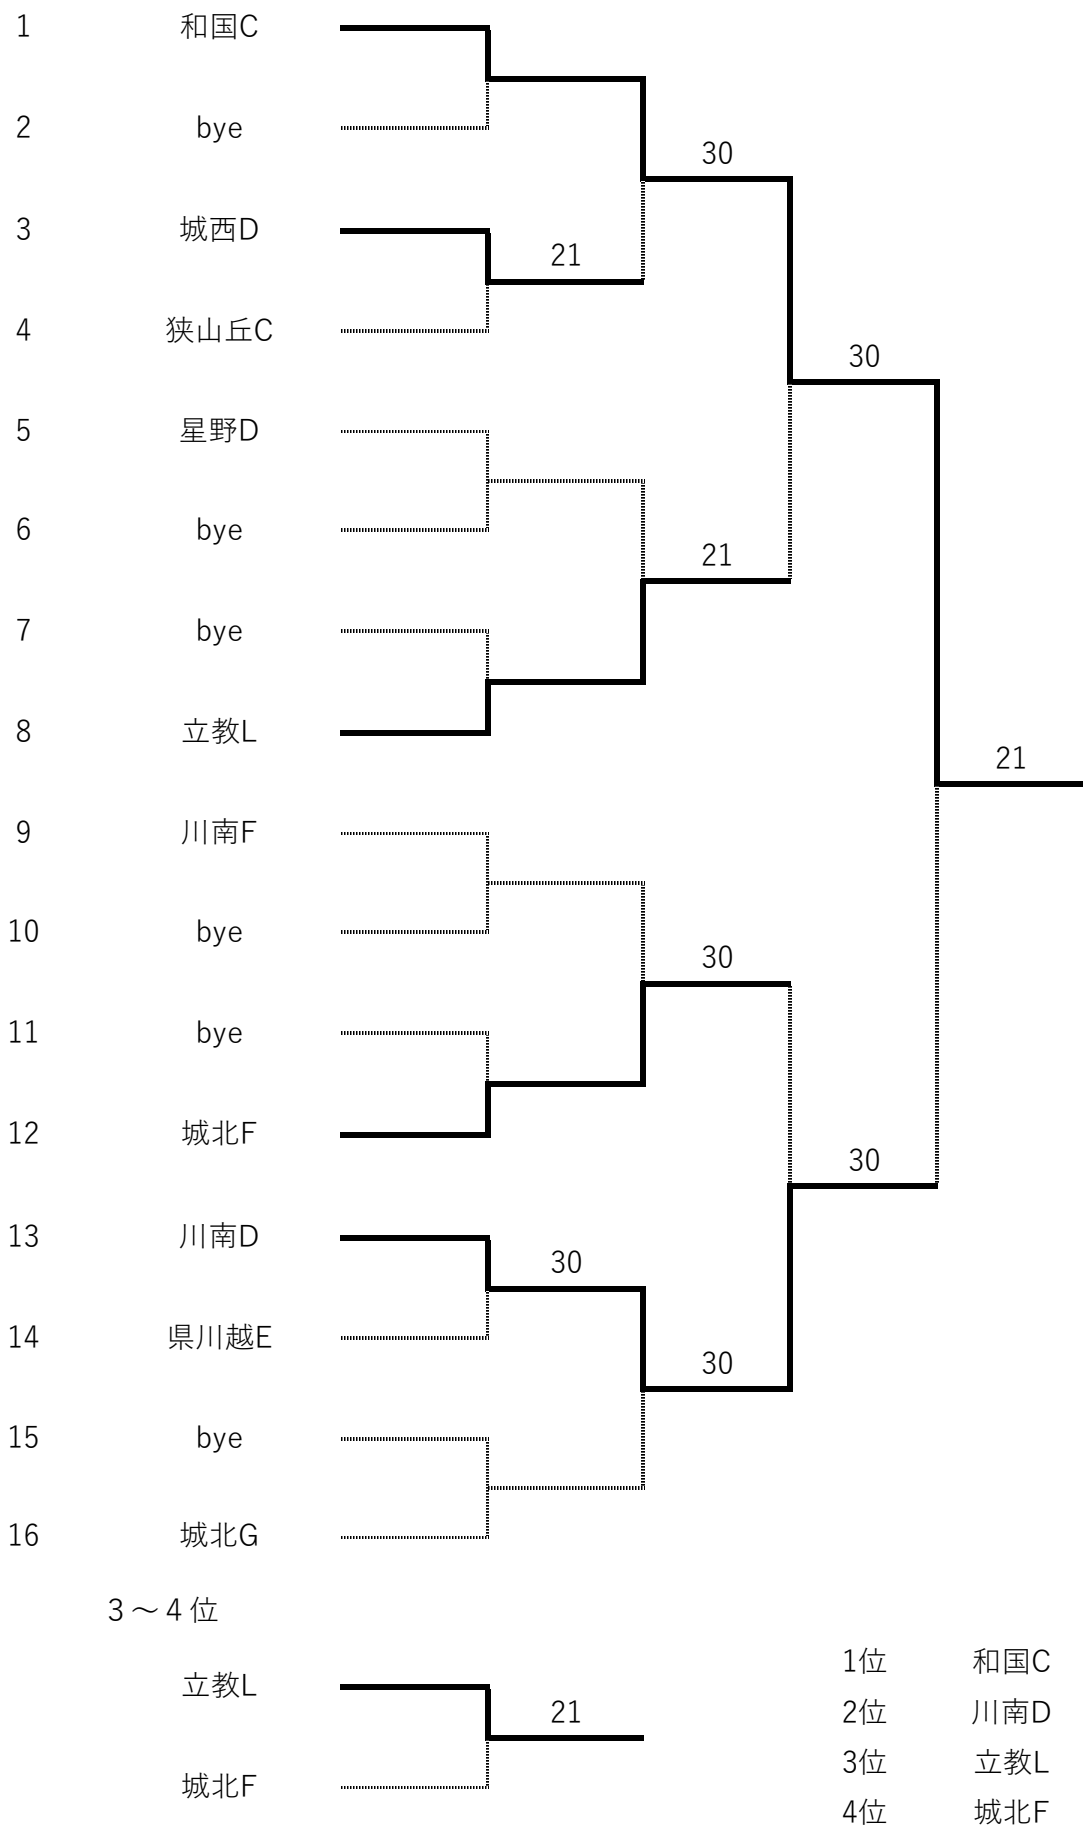 1 和国C
2 bye
30
3 城西D
21
4 狭山丘C
30
5 星野D
6 bye
21
7 bye
8 立教L
21
9 川南F
10 bye
30
11 bye
12 城北F
30
13 川南D
30
14 県川越E
30
15 bye
16 城北G
3～4位
1位 和国C
立教L
21
2位 川南D
3位 立教L
城北F
4位 城北F